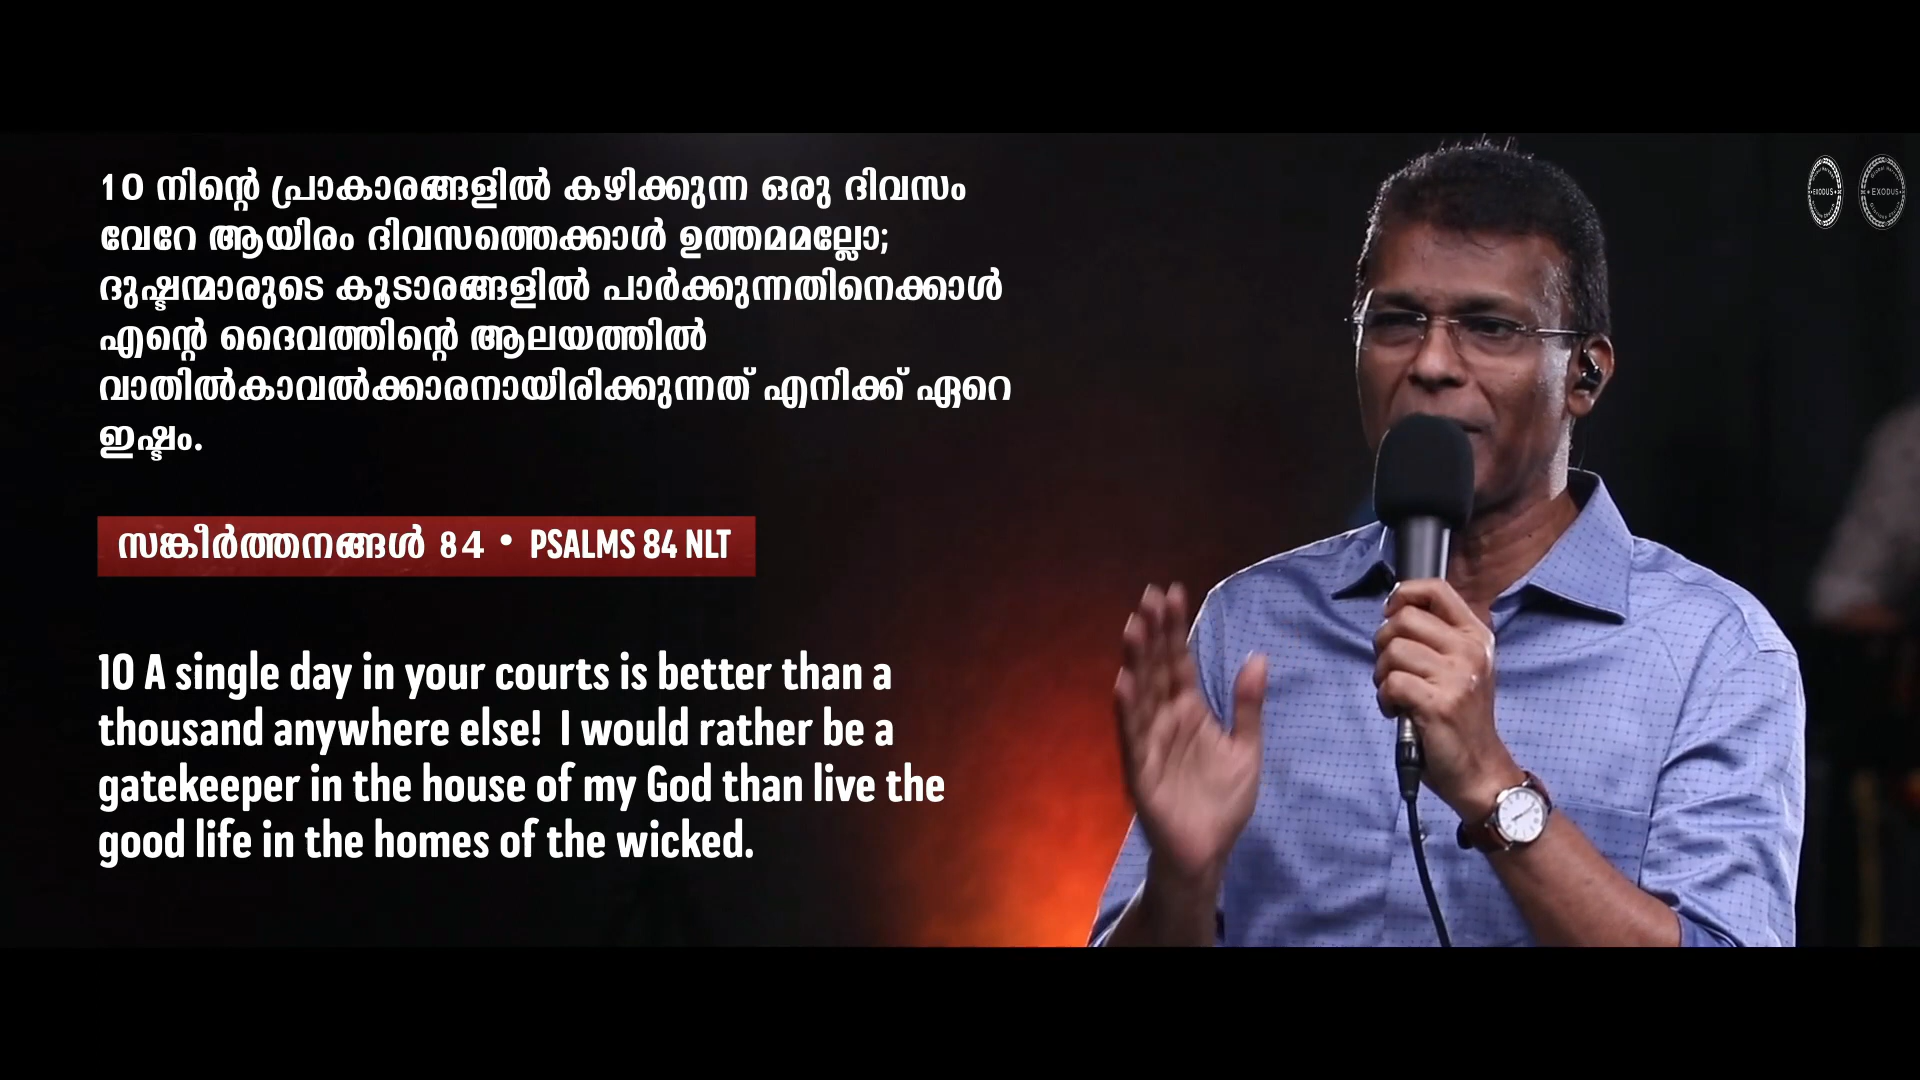 10 നിന്റെ പ്രാകാരങ്ങളിൽ കഴിക്കുന്ന ഒരു ദിവസം
വേറേ ആയിരം ദിവസത്തെക്കാൾ ഉത്തമമല്ലോ;
ദുഷ്ടന്മാരുടെ കൂടാരങ്ങളിൽ പാർക്കുന്നതിനെക്കാൾ
എന്റെ ദൈവത്തിന്റെ ആലയത്തിൽ
വാതിൽകാവൽക്കാരനായിരിക്കുന്നത് എനിക്ക് ഏറെ
ഇഷ്ടം.
സങ്കീർത്തനങ്ങൾ 84 • PSALMS 84 NLT
10 A single day in your courts is better than a
thousand anywhere else!  I would rather be a
gatekeeper in the house of my God than live the
good life in the homes of the wicked.
EXODUS
EXODUS